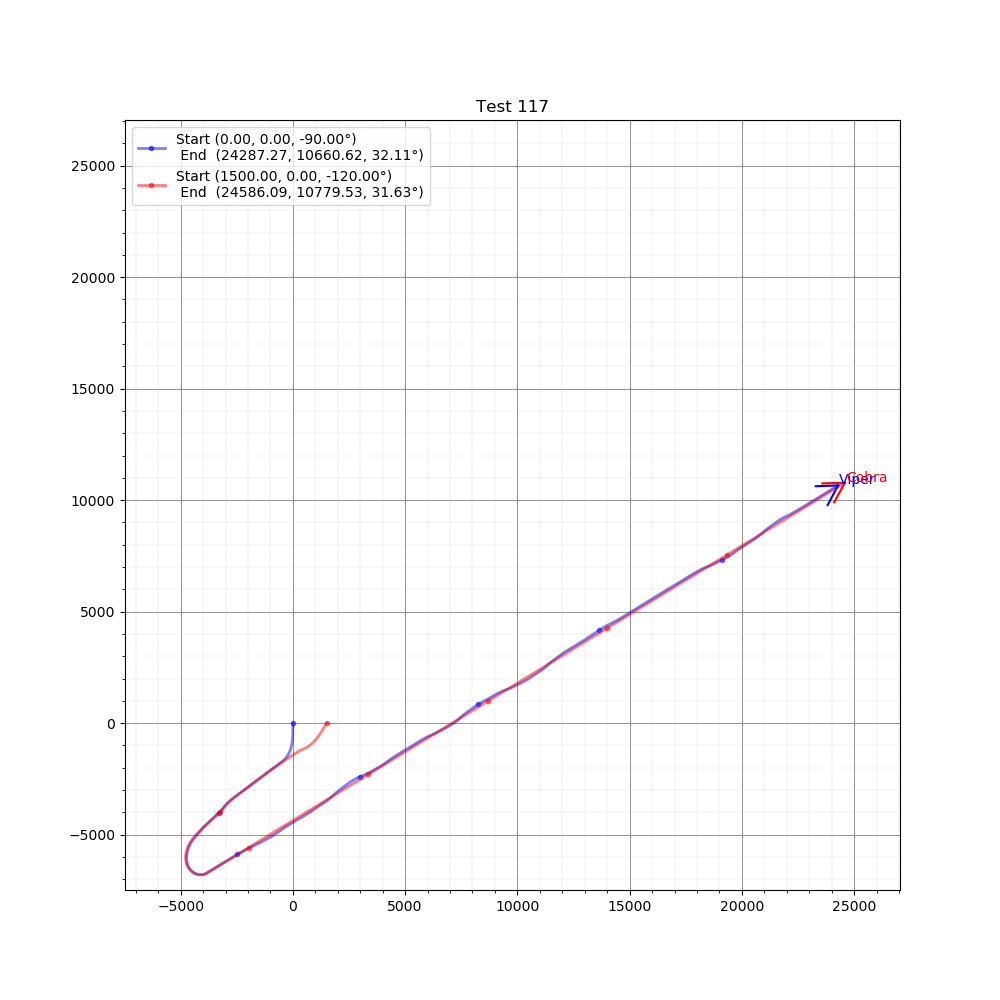 Test 117
Start (0.00, 0.00, -90.00°)
End (24287.27, 10660.62, 32.11°)
Start (1500.00, 0.00, -120.00°)
End (24586.09, 10779.53, 31.63°)
25000
20000
15000
10000
5000
0
−5000
Viper
Cobra
−5000 0 5000 10000 15000 20000 25000